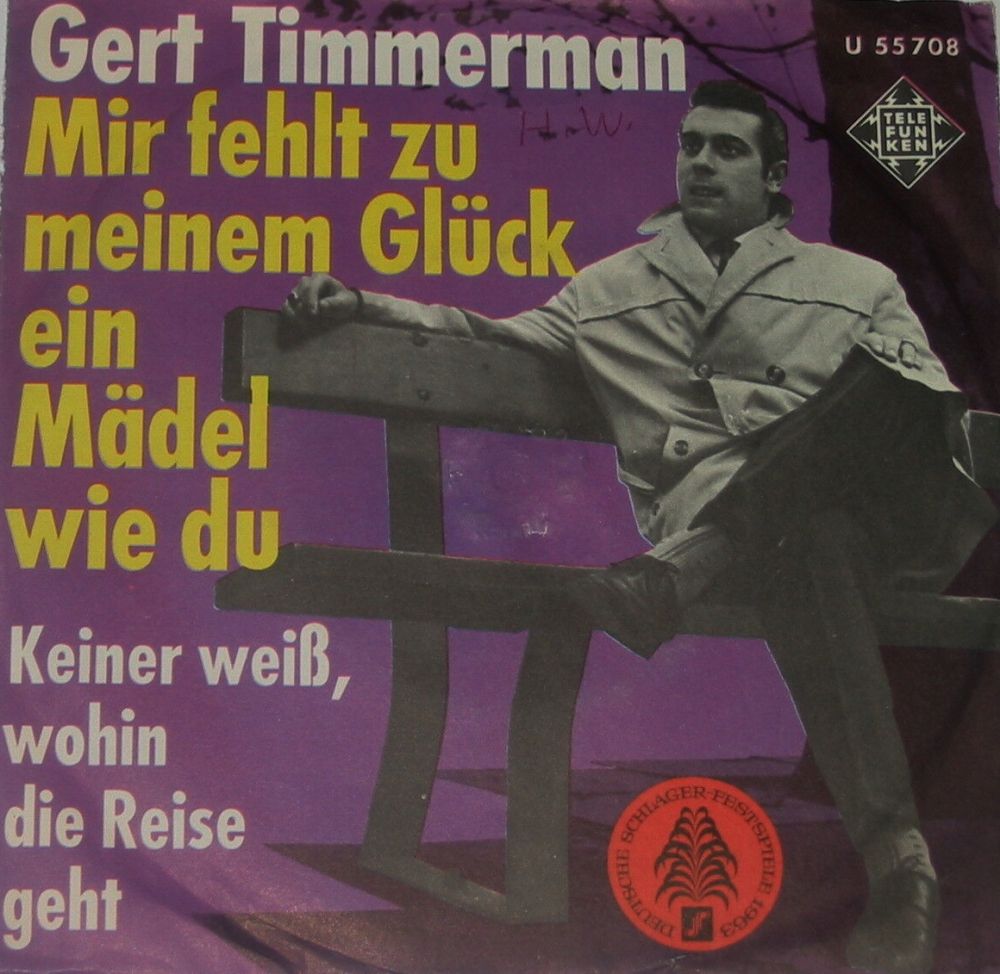 Gert Timmerman
U 55708
TELE
FUN
KEN
Mir fehlt zu
H.W.
meinem Glück
ein
Mädel
wie du
Keiner weiß,
wohin
die Reise
geht
DEUTSCHE SCHLAGER-FESTSPIELE 1963